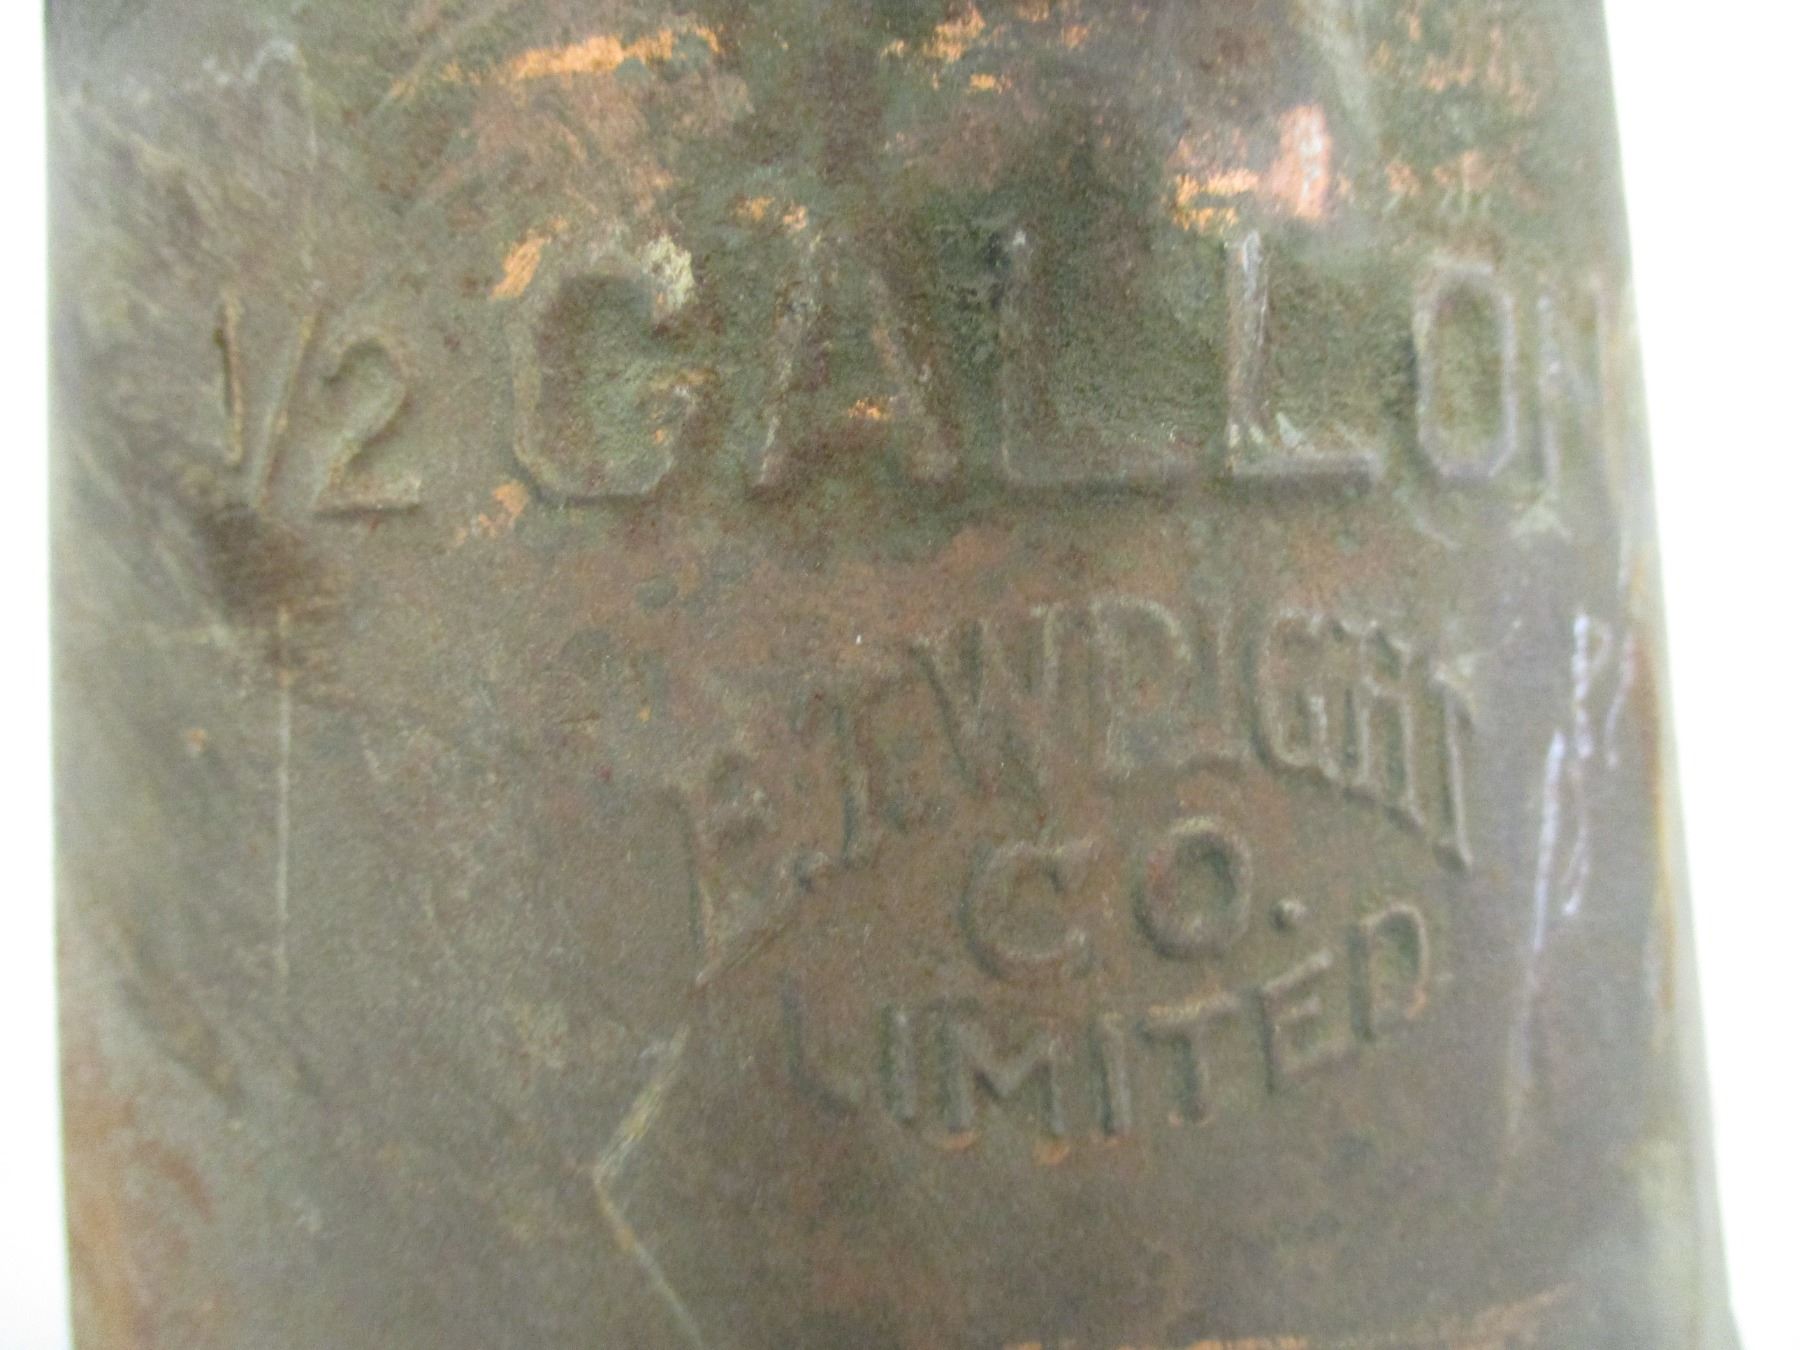 1/2 GALLON
E.T. WRIGHT
CO.
LIMITED